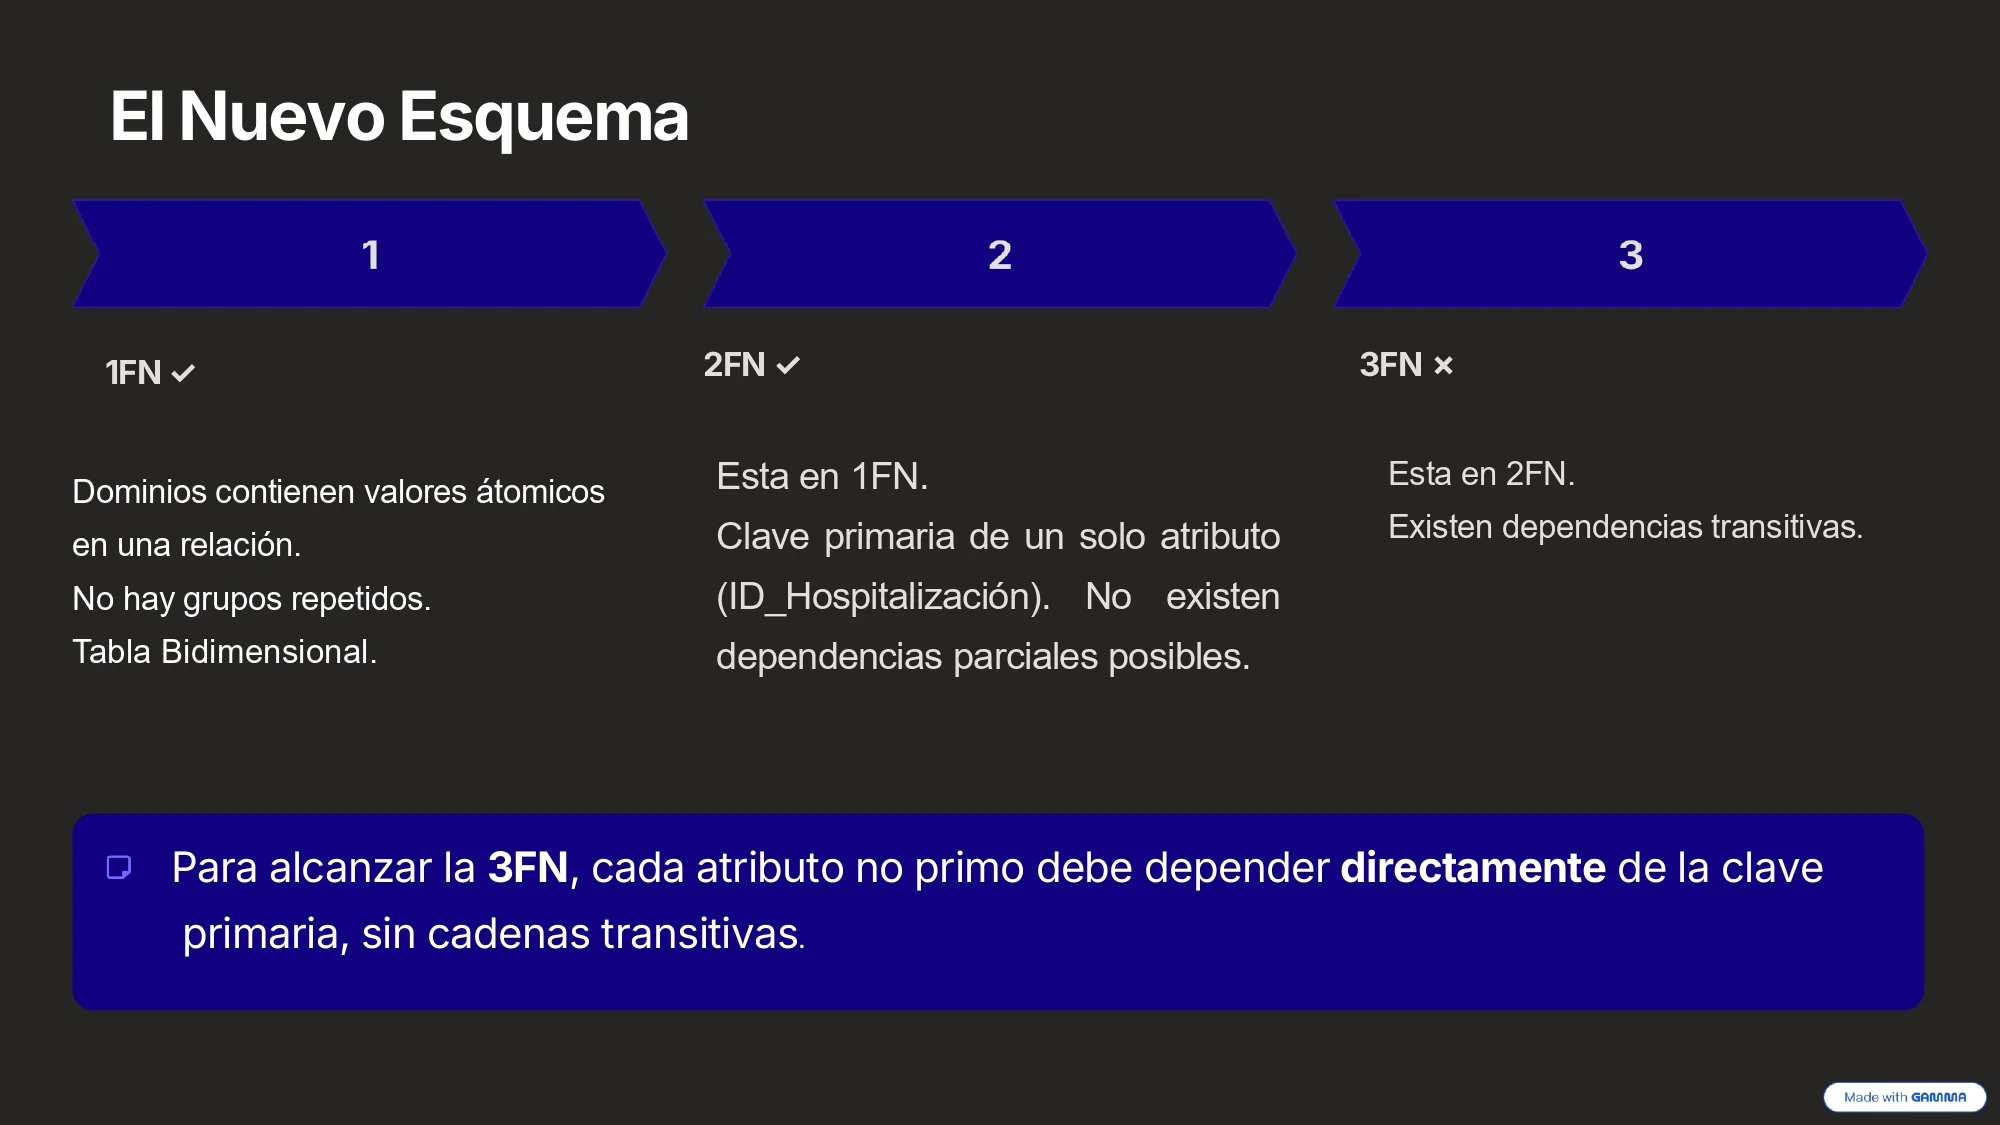 El Nuevo Esquema
1
2
3
1FN ✓
Dominios contienen valores átomicos
en una relación.
No hay grupos repetidos.
Tabla Bidimensional.
2FN ✓
Esta en 1FN.
Clave primaria de un solo atributo
(ID_Hospitalización). No existen
dependencias parciales posibles.
3FN ×
Esta en 2FN.
Existen dependencias transitivas.
Para alcanzar la 3FN, cada atributo no primo debe depender directamente de la clave
primaria, sin cadenas transitivas.
Made with GAMMA